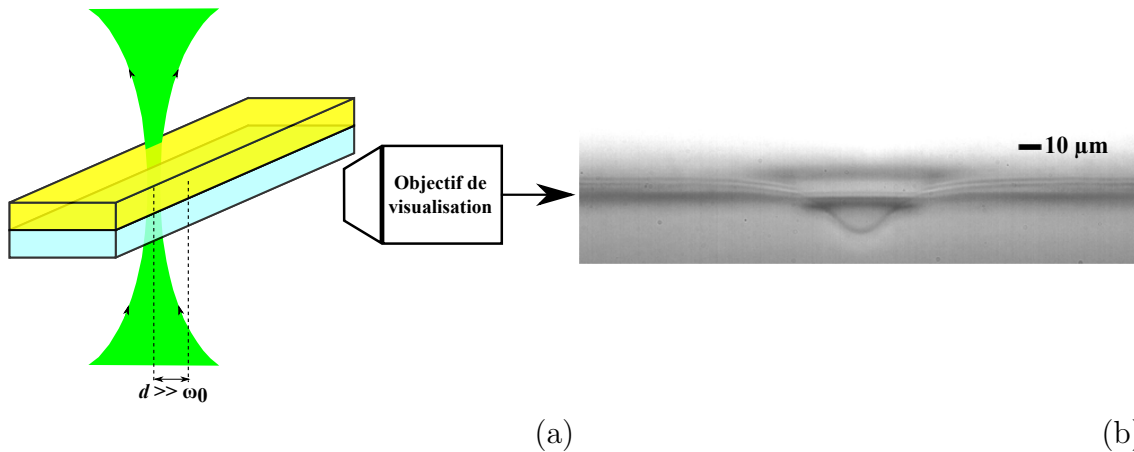 Objectif de
visualisation
d >> ω0
(a)
10 μm
(b)